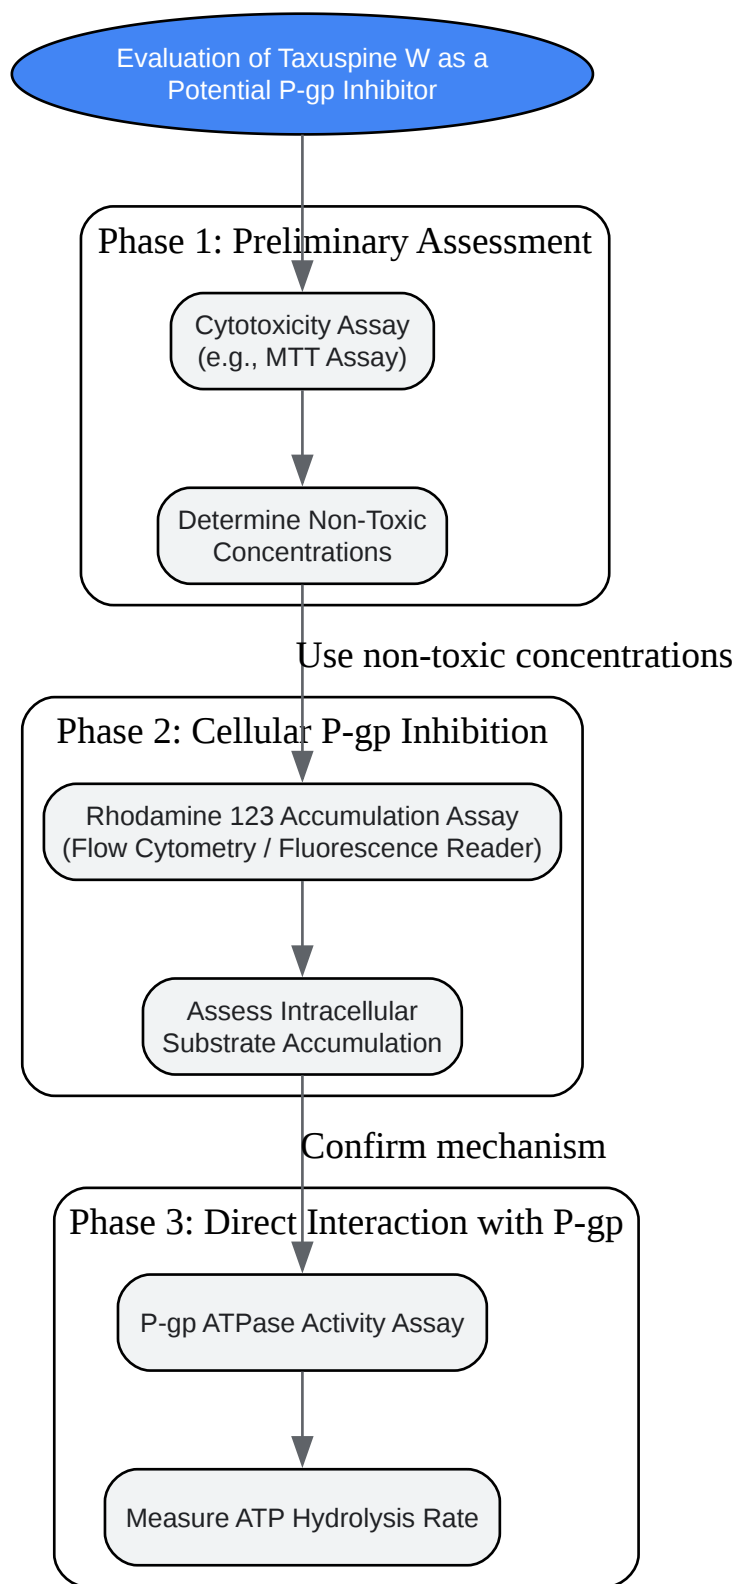 Evaluation of Taxuspine W as a
Potential P-gp Inhibitor
Phase 1: Preliminary Assessment
Cytotoxicity Assay
(e.g., MTT Assay)
Determine Non-Toxic
Concentrations
Use non-toxic concentrations
Phase 2: Cellular P-gp Inhibition
Rhodamine 123 Accumulation Assay
(Flow Cytometry / Fluorescence Reader)
Assess Intracellular
Substrate Accumulation
Confirm mechanism
Phase 3: Direct Interaction with P-gp
P-gp ATPase Activity Assay
Measure ATP Hydrolysis Rate